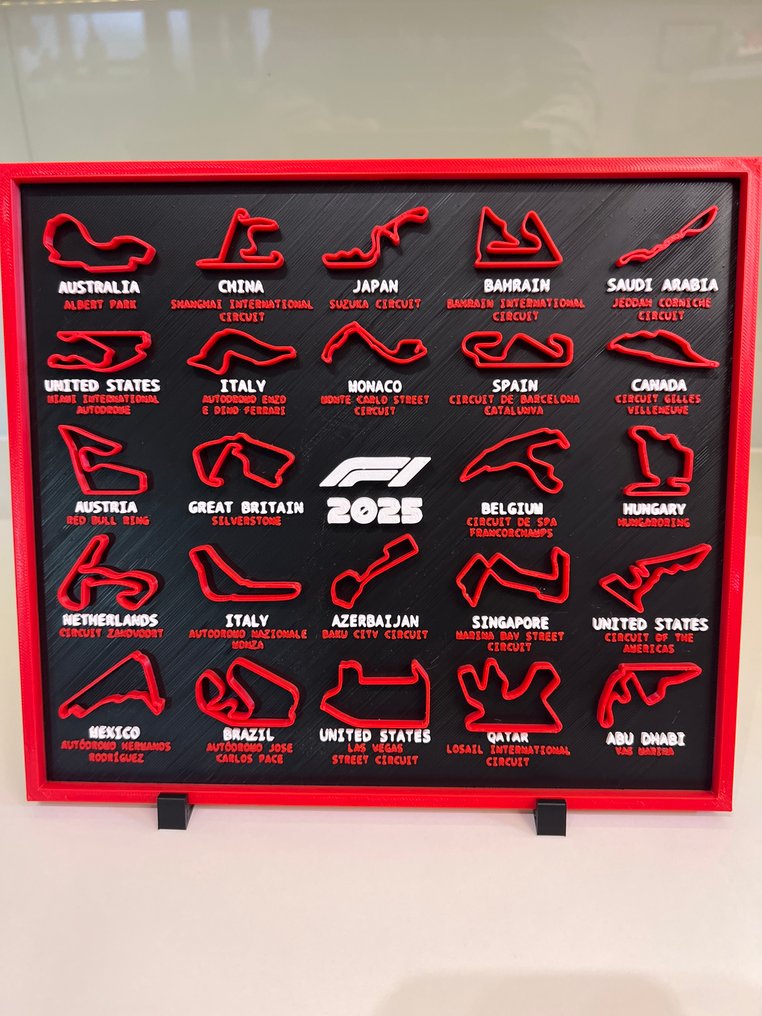 AUSTRALIA
ALBERT PARK
CHINA
SHANGHAI INTERNATIONAL
CIRCUIT
JAPAN
SUZUKA CIRCUIT
BAHRAIN
BAHRAIN INTERNATIONAL
CIRCUIT
SAUDI ARABIA
JEDDAH CORNICHE
CIRCUIT
UNITED STATES
MIAMI INTERNATIONAL
AUTODROME
ITALY
AUTODROMO ENZO
E DINO FERRARI
MONACO
MONTE CARLO STREET
CIRCUIT
SPAIN
CIRCUIT DE BARCELONA
CATALUNYA
CANADA
CIRCUIT GILLES
VILLENEUVE
AUSTRIA
RED BULL RING
GREAT BRITAIN
SILVERSTONE
F1
2025
BELGIUM
CIRCUIT DE SPA
FRANCORCHAMPS
HUNGARY
HUNGARORING
NETHERLANDS
CIRCUIT ZANDVOORT
ITALY
AUTODROMO NAZIONALE
MONZA
AZERBAIJAN
BAKU CITY CIRCUIT
SINGAPORE
MARINA BAY STREET
CIRCUIT
UNITED STATES
CIRCUIT OF THE
AMERICAS
MEXICO
AUTÓDROMO HERMANOS
RODRÍGUEZ
BRAZIL
AUTÓDROMO JOSE
CARLOS PACE
UNITED STATES
LAS VEGAS
STREET CIRCUIT
QATAR
LOSAIL INTERNATIONAL
CIRCUIT
ABU DHABI
YAS MARINA